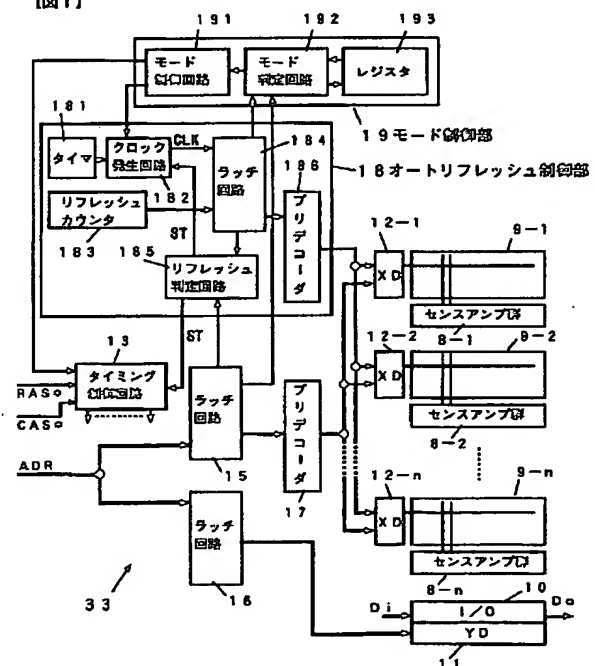 【図1】
191
192
193
モード
制御回路
モード
判定回路
レジスタ
19モード制御部
181
タイマ
クロック
発生回路
CLK
182
184
ラッチ
回路
186
プリデコーダ
18オートリフレッシュ制御部
リフレッシュ
カウンタ
183
ST
185
リフレッシュ
判定回路
ST
12-1
XD
9-1
センスアンプ群
8-1
12-2
XD
9-2
センスアンプ群
8-2
12-n
XD
9-n
センスアンプ群
8-n
13
タイミング
制御回路
RAS
CAS
ADR
ラッチ
回路
15
プリデコーダ
17
ラッチ
回路
16
33
Di
I/O
10
Do
YD
11